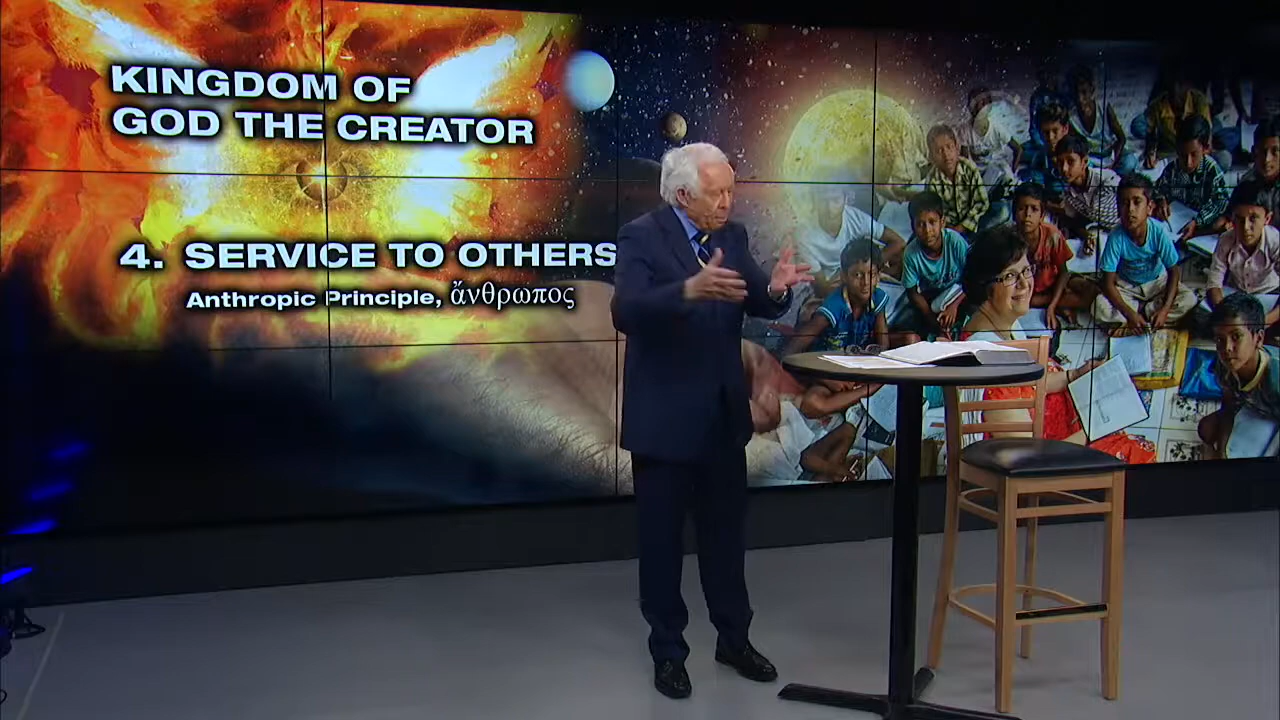 KINGDOM OF
GOD THE CREATOR
4. SERVICE TO OTHERS
Anthropic Principle, ἄνθρωπος